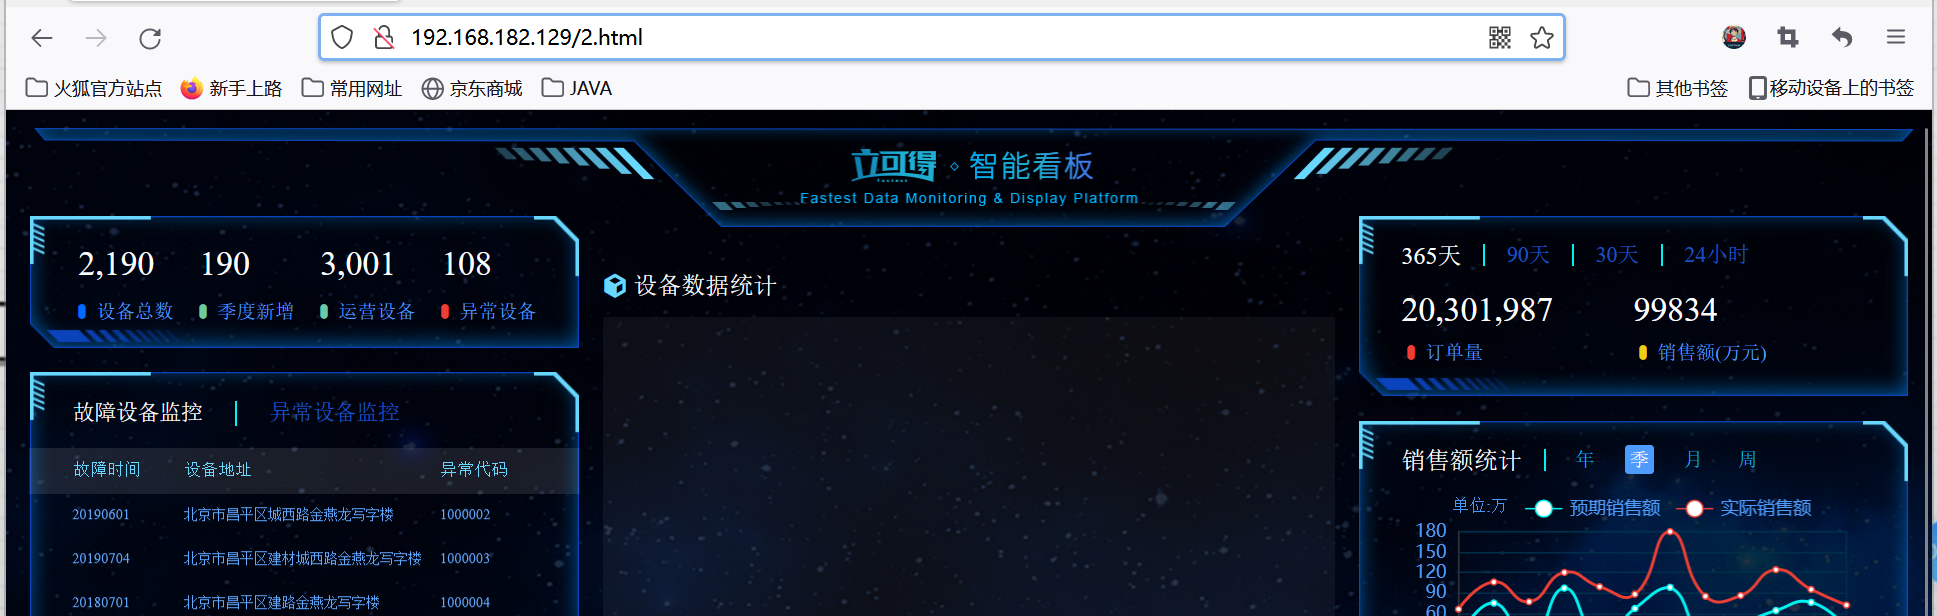 192.168.182.129/2.html
火狐官方站点 新手上路 常用网址 京东商城 JAVA 其他书签 移动设备上的书签
立可得 智能看板
Fastest Data Monitoring & Display Platform
2,190 190 3,001 108
设备总数 季度新增 运营设备 异常设备
故障设备监控 异常设备监控
故障时间 设备地址 异常代码
20190601 北京市昌平区城西路金燕龙写字楼 1000002
20190704 北京市昌平区建材城西路金燕龙写字楼 1000003
20180701 北京市昌平区建路金燕龙写字楼 1000004
设备数据统计
365天 90天 30天 24小时
20,301,987 99834
订单量 销售额(万元)
销售额统计 年 季 月 周
单位:万 预期销售额 实际销售额
180
150
120
90
60